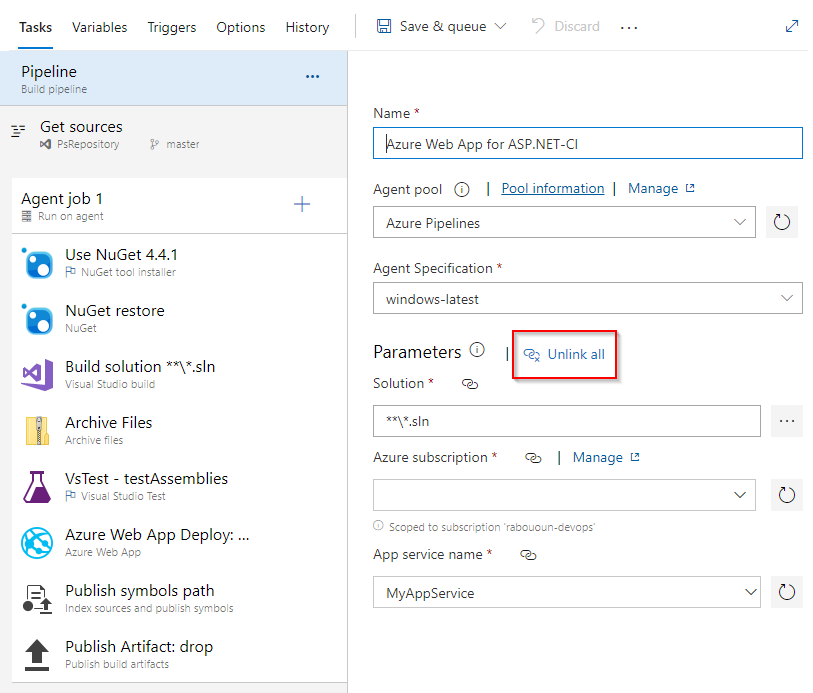 Tasks Variables Triggers Options History Save & queue Discard ...
Pipeline ...
Build pipeline
Get sources
PsRepository master
Agent job 1
Run on agent
Use NuGet 4.4.1
NuGet tool installer
NuGet restore
NuGet
Build solution **\*.sln
Visual Studio build
Archive Files
Archive files
VsTest - testAssemblies
Visual Studio Test
Azure Web App Deploy: ...
Azure Web App
Publish symbols path
Index sources and publish symbols
Publish Artifact: drop
Publish build artifacts
Name *
Azure Web App for ASP.NET-CI
Agent pool | Pool information | Manage
Azure Pipelines
Agent Specification *
windows-latest
Parameters | Unlink all
Solution *
**\*.sln ...
Azure subscription * | Manage
Scoped to subscription 'rabououn-devops'
App service name *
MyAppService